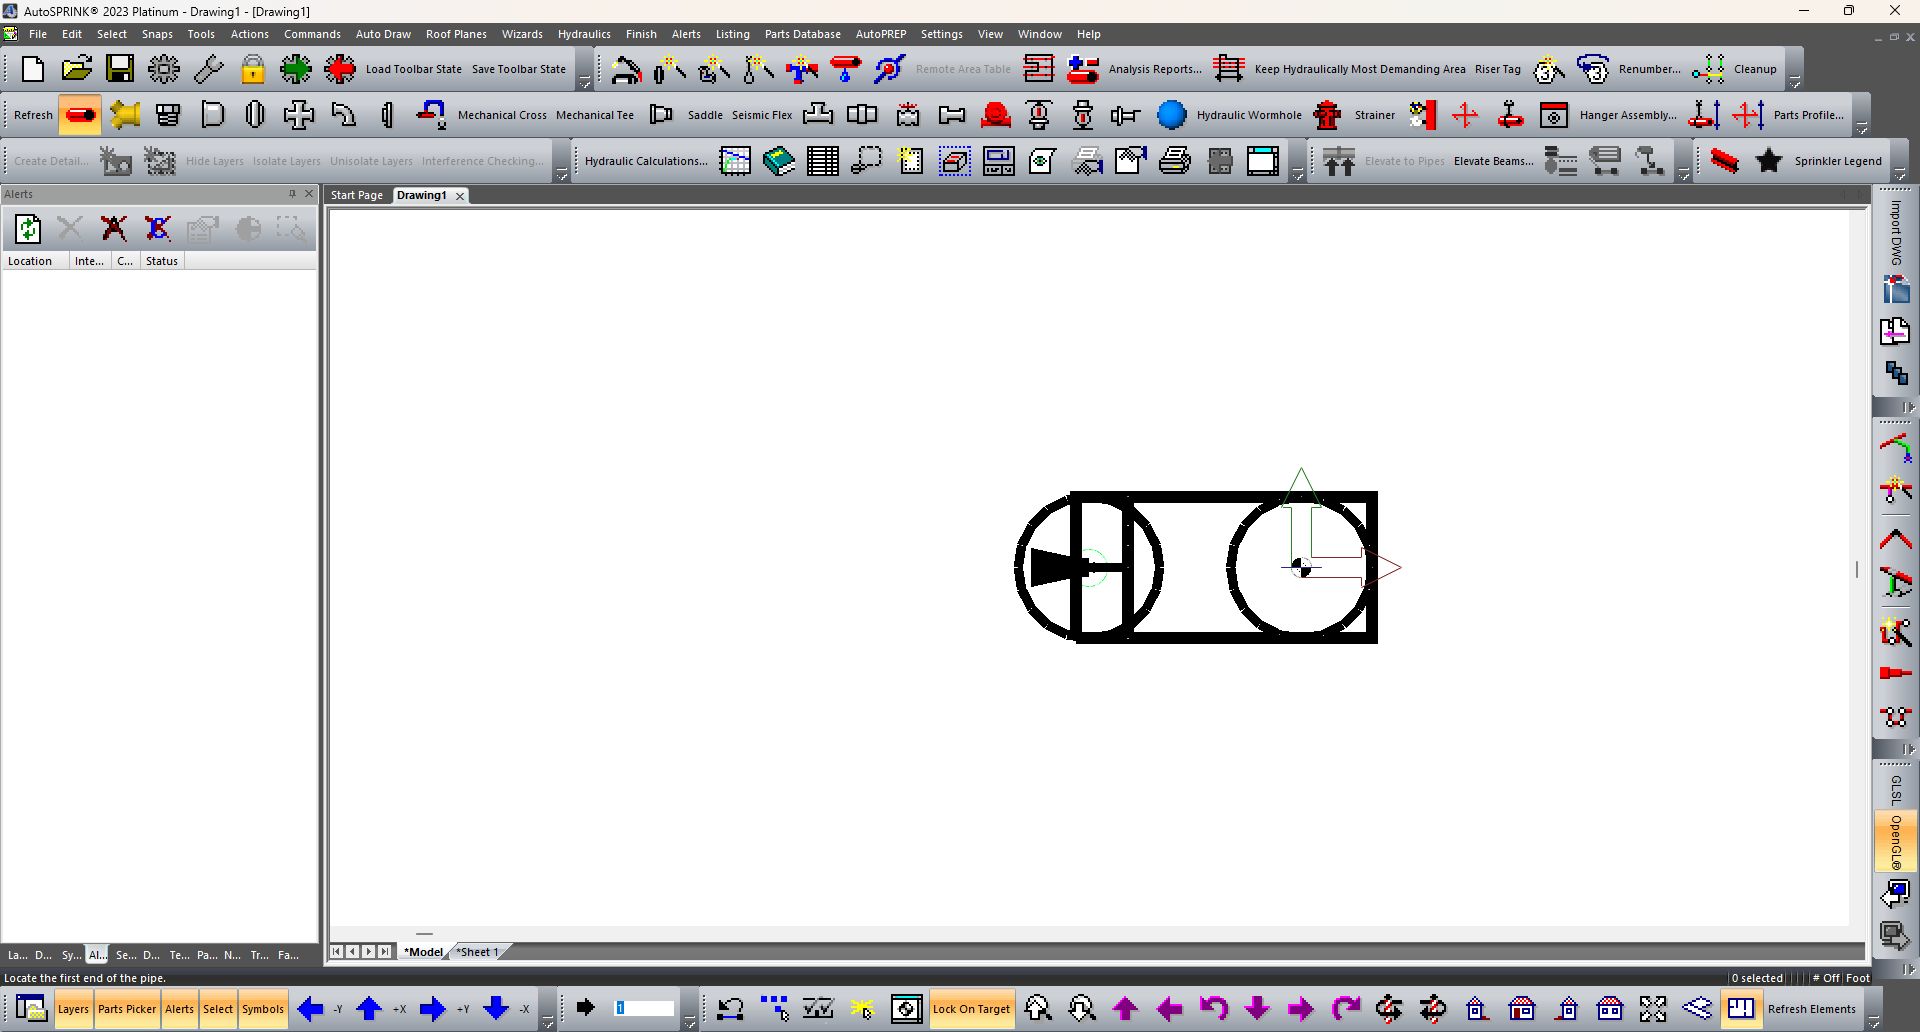 AutoSPRINK® 2023 Platinum - Drawing1 - [Drawing1]
File Edit Select Snaps Tools Actions Commands Auto Draw Roof Planes Wizards Hydraulics Finish Alerts Listing Parts Database AutoPREP Settings View Window Help
Load Toolbar State Save Toolbar State Remote Area Table Analysis Reports... Keep Hydraulically Most Demanding Area Riser Tag Renumber... Cleanup
Refresh Mechanical Cross Mechanical Tee Saddle Seismic Flex Hydraulic Wormhole Strainer Hanger Assembly... Parts Profile...
Create Detail... Hide Layers Isolate Layers Unisolate Layers Interference Checking... Hydraulic Calculations... Elevate to Pipes Elevate Beams... Sprinkler Legend
Alerts
Start Page Drawing1
Location Inte... C... Status
Import DWG
GLSL
OpenGL®
La... D... Sy... Al... Se... D... Te... Pa... N... Tr... Fa...
*Model *Sheet 1
Locate the first end of the pipe.
0 selected # Off Foot
Layers Parts Picker Alerts Select Symbols -Y +X +Y -X 1 Lock On Target Refresh Elements